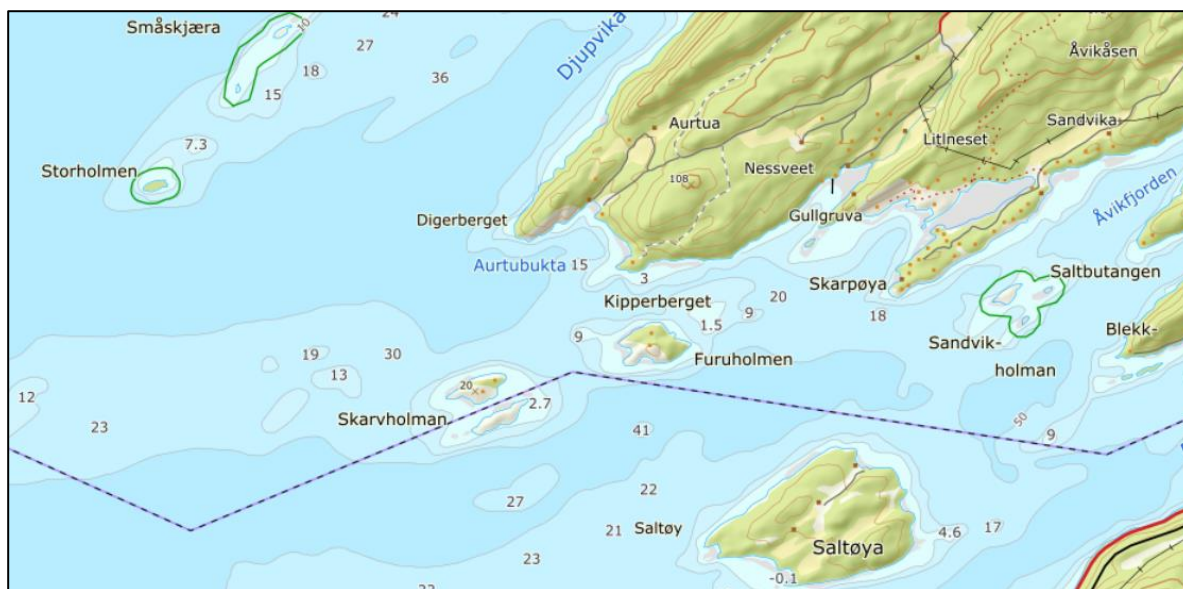 Småskjæra
10
24
27
18
36
15
Djupvika
Åvikåsen
Aurtua
Litlneset
Sandvika
7.3
Storholmen
108
Nessveet
Åvikfjorden
Digerberget
Gullgruva
Aurtubukta
15
3
Skarpøya
Saltbutangen
Kipperberget
20
1.5
9
18
9
Sandvik-
holman
Blekk-
Furuholmen
19
30
13
12
20
Skarvholman
2.7
23
41
50
9
27
22
Saltøy
21
Saltøya
4.6
17
23
-0.1